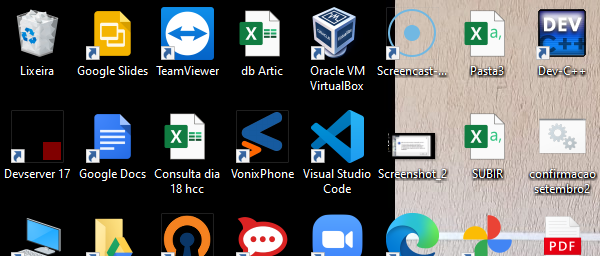 Lixeira
Google Slides
TeamViewer
db Artic
Oracle VM
VirtualBox
Screencast-...
Pasta3
DEV
C++
Dev-C++
Devserver 17
Google Docs
Consulta dia
18 hcc
VonixPhone
Visual Studio
Code
Screenshot_2
SUBIR
confirmacao
setembro2
PDF